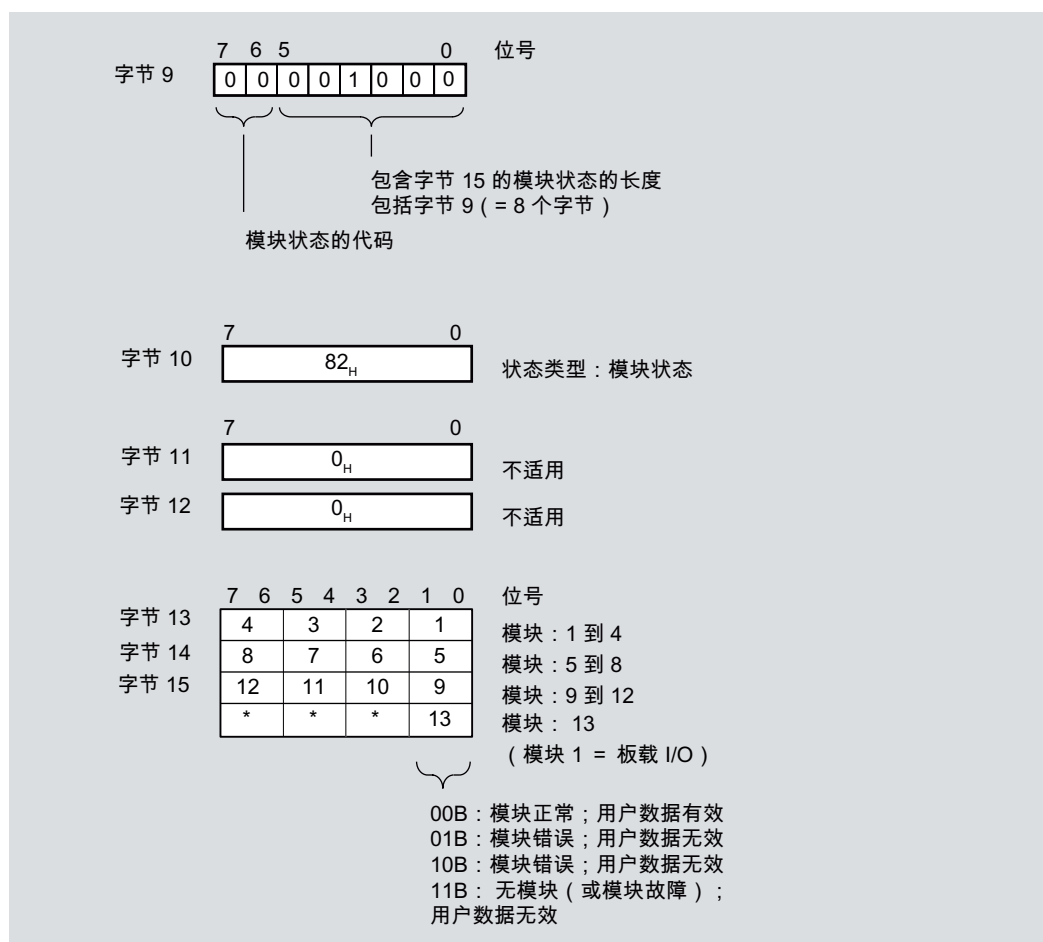 7 6 5 0 位号
字节 9 0 0 0 0 1 0 0 0
包含字节 15 的模块状态的长度
包括字节 9 ( = 8 个字节 )
模块状态的代码
7 0
字节 10 82H 状态类型：模块状态
7 0
字节 11 0H 不适用
字节 12 0H 不适用
7 6 5 4 3 2 1 0 位号
字节 13 4 3 2 1 模块：1 到 4
字节 14 8 7 6 5 模块：5 到 8
字节 15 12 11 10 9 模块：9 到 12
* * * 13 模块： 13
( 模块 1 = 板载 I/O )
00B：模块正常；用户数据有效
01B：模块错误；用户数据无效
10B：模块错误；用户数据无效
11B： 无模块（或模块故障）；
用户数据无效